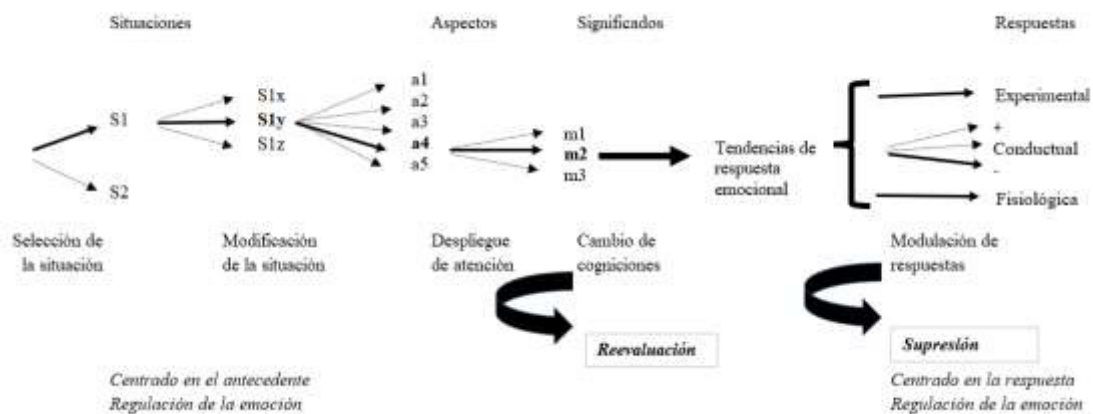 Situaciones
Aspectos
Significados
Respuestas
S1
S2
S1x
S1y
S1z
a1
a2
a3
a4
a5
m1
m2
m3
Tendencias de
respuesta
emocional
Experimental
+
Conductual
-
Fisiológica
Selección de
la situación
Modificación
de la situación
Despliegue
de atención
Cambio de
cogniciones
Modulación de
respuestas
Reevaluación
Supresión
Centrado en el antecedente
Regulación de la emoción
Centrado en la respuesta
Regulación de la emoción